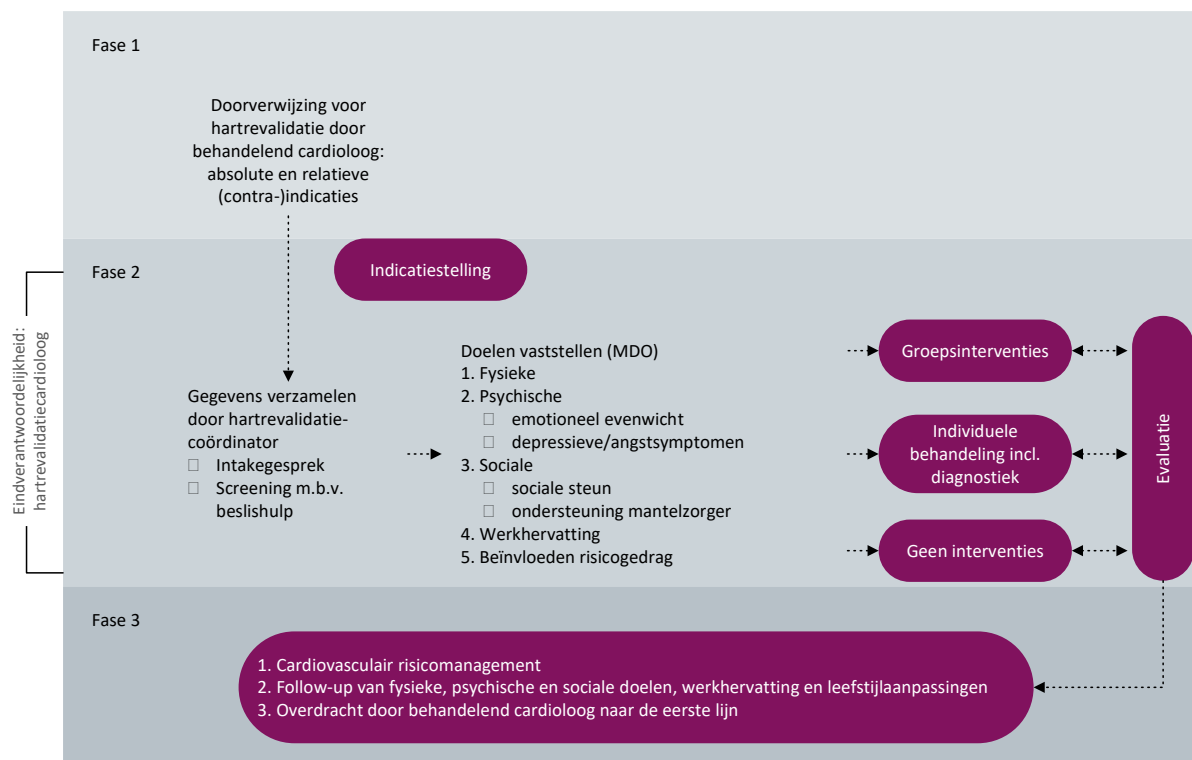 Fase 1
Doorverwijzing voor
hartrevalidatie door
behandelend cardioloog:
absolute en relatieve
(contra-)indicaties
Fase 2
Indicatiestelling
Eindverantwoordelijkheid:
hartrevalidatiecardioloog
Gegevens verzamelen
door hartrevalidatie-
coördinator
□ Intakegesprek
□ Screening m.b.v.
beslishulp
Doelen vaststellen (MDO)
1. Fysieke
2. Psychische
□ emotioneel evenwicht
□ depressieve/angstsymptomen
3. Sociale
□ sociale steun
□ ondersteuning mantelzorger
4. Werkhervatting
5. Beïnvloeden risicogedrag
Groepsinterventies
Individuele
behandeling incl.
diagnostiek
Geen interventies
Evaluatie
Fase 3
1. Cardiovasculair risicomanagement
2. Follow-up van fysieke, psychische en sociale doelen, werkhervatting en leefstijlaanpassingen
3. Overdracht door behandelend cardioloog naar de eerste lijn